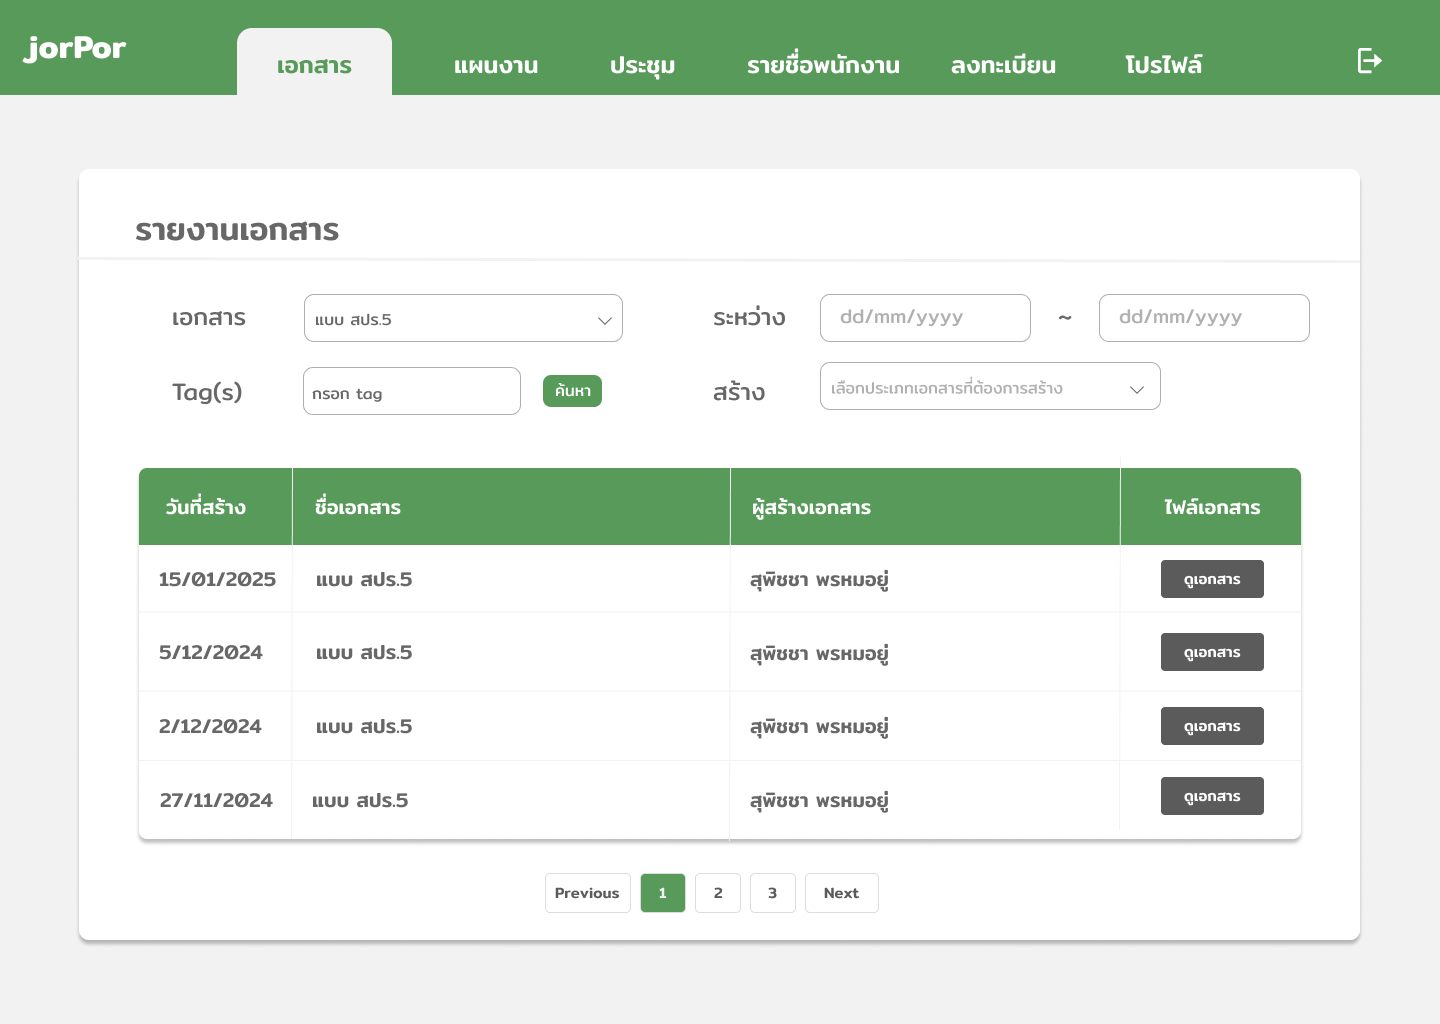 jorPor
เอกสาร แผนงาน ประชุม รายชื่อพนักงาน ลงทะเบียน โปรไฟล์
รายงานเอกสาร
เอกสาร แบบ สปร.5 ระหว่าง dd/mm/yyyy ~ dd/mm/yyyy
Tag(s) กรอก tag ค้นหา สร้าง เลือกประเภทเอกสารที่ต้องการสร้าง
วันที่สร้าง ชื่อเอกสาร ผู้สร้างเอกสาร ไฟล์เอกสาร
15/01/2025 แบบ สปร.5 สุพิชชา พรหมอยู่ ดูเอกสาร
5/12/2024 แบบ สปร.5 สุพิชชา พรหมอยู่ ดูเอกสาร
2/12/2024 แบบ สปร.5 สุพิชชา พรหมอยู่ ดูเอกสาร
27/11/2024 แบบ สปร.5 สุพิชชา พรหมอยู่ ดูเอกสาร
Previous 1 2 3 Next